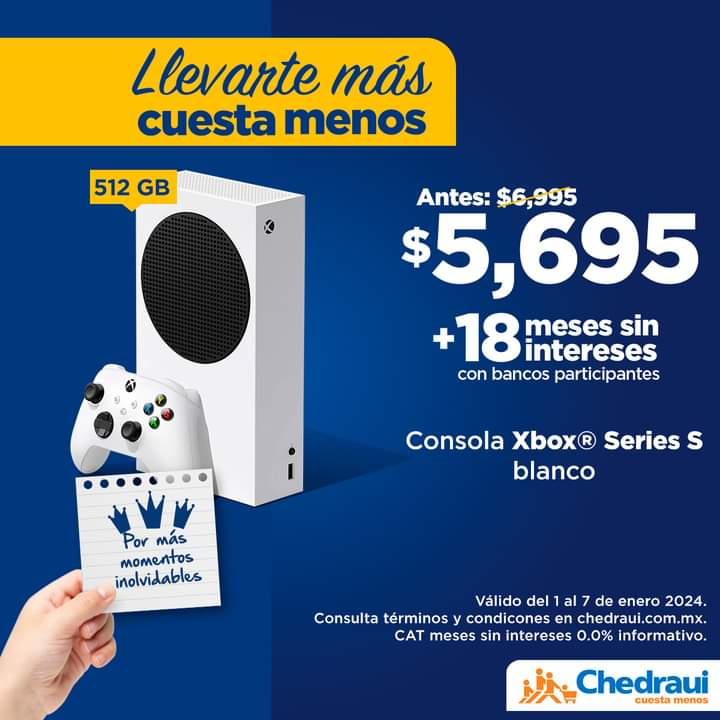 Llevarte más
cuesta menos
512 GB
Antes: $6,995
$5,695
+18 meses sin
intereses
con bancos participantes
Consola Xbox® Series S
blanco
Por más
momentos
inolvidables
Válido del 1 al 7 de enero 2024.
Consulta términos y condicones en chedraui.com.mx.
CAT meses sin intereses 0.0% informativo.
Chedraui
cuesta menos